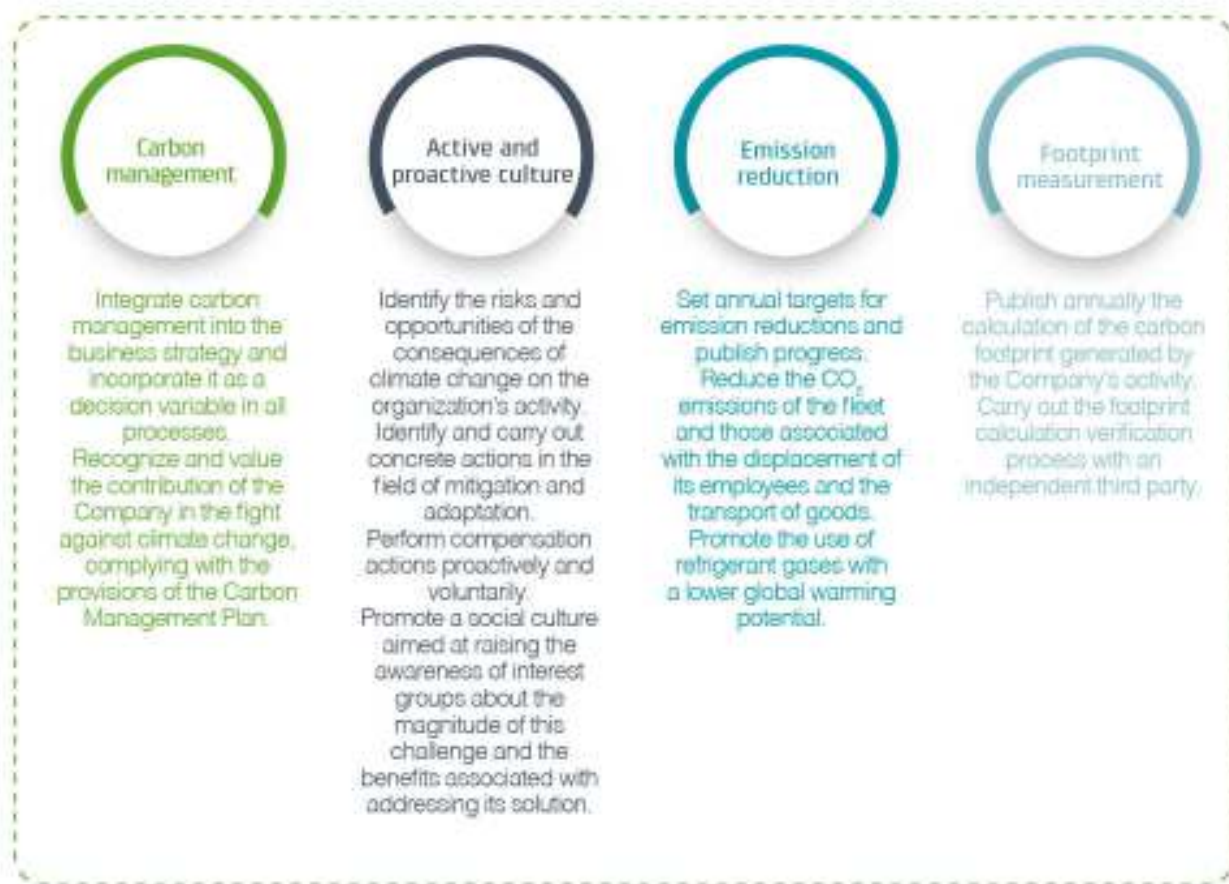 Carbon
management
Integrate carbon
management into the
business strategy and
incorporate it as a
decision variable in all
processes.
Recognize and value
the contribution of the
Company in the fight
against climate change,
complying with the
provisions of the Carbon
Management Plan.
Active and
proactive culture
Identify the risks and
opportunities of the
consequences of
climate change on the
organization's activity.
Identify and carry out
concrete actions in the
field of mitigation and
adaptation.
Perform compensation
actions proactively and
voluntarily.
Promote a social culture
aimed at raising the
awareness of interest
groups about the
magnitude of this
challenge and the
benefits associated with
addressing its solution.
Emission
reduction
Set annual targets for
emission reductions and
publish progress.
Reduce the CO₂
emissions of the fleet
and those associated
with the displacement of
its employees and the
transport of goods.
Promote the use of
refrigerant gases with
a lower global warming
potential.
Footprint
measurement
Publish annually the
calculation of the carbon
footprint generated by
the Company's activity.
Carry out the footprint
calculation verification
process with an
independent third party.